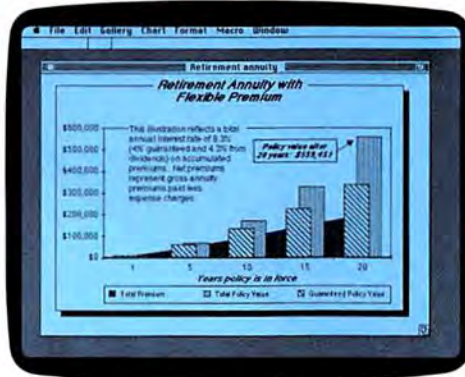 File Edit Gallery Chart Format Macro Window
Retirement annuity
Retirement Annuity with
Flexible Premium
$600,000
$500,000
$400,000
$300,000
$200,000
$100,000
$0
This illustration reflects a total
annual interest rate of 8.3%
(4% guaranteed and 4.3% from
dividends) on accumulated
premiums. Net premiums
represent gross annuity
premiums paid less
expense charges.
Policy value after
20 years:
1 5 10 15 20
Years policy is in force
Total Premium Total Policy Value Guaranteed Policy Value